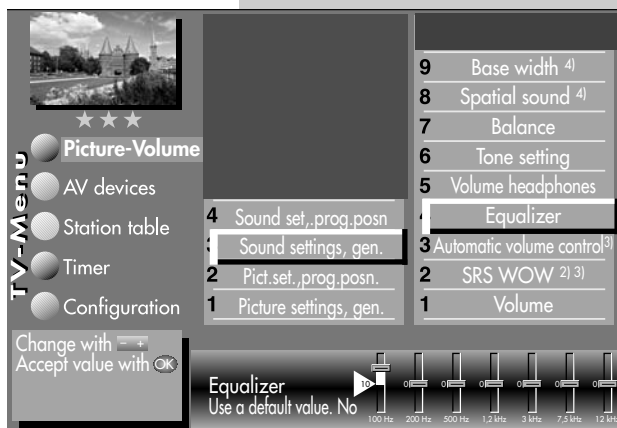 TV-Menu
Picture-Volume
AV devices
Station table
Timer
Configuration
Change with - +
Accept value with OK
4 Sound set,.prog.posn
3 Sound settings, gen.
2 Pict.set.,prog.posn.
1 Picture settings, gen.
9 Base width 4)
8 Spatial sound 4)
7 Balance
6 Tone setting
5 Volume headphones
4 Equalizer
3 Automatic volume control 3)
2 SRS WOW 2) 3)
1 Volume
Equalizer
Use a default value. No
10 0 0 0 0 0 0
100 Hz 200 Hz 500 Hz 1,2 kHz 3 kHz 7,5 kHz 12 kHz